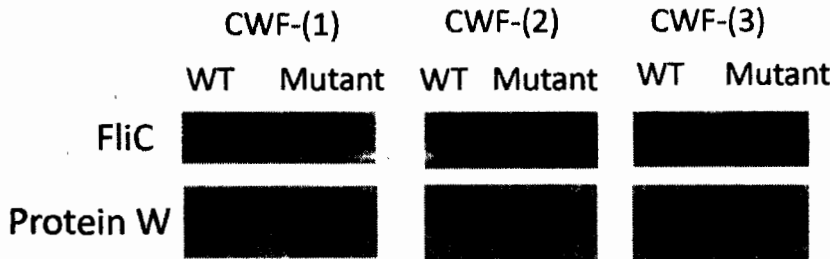 CWF-(1) CWF-(2) CWF-(3)
WT Mutant WT Mutant WT Mutant
FliC
Protein W